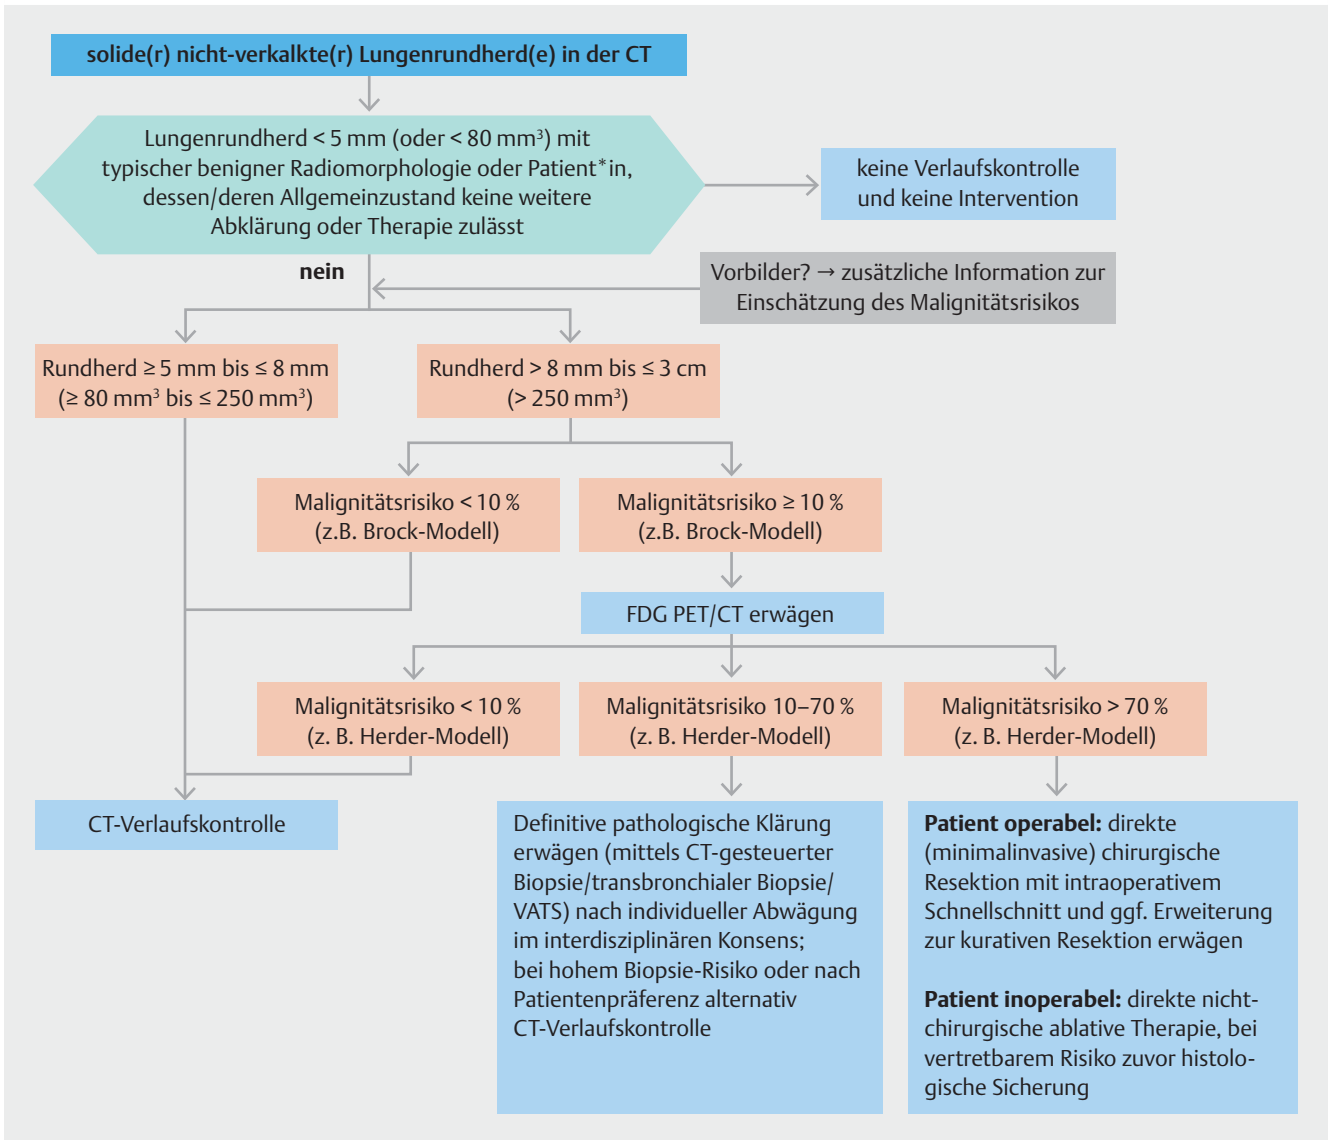 solide(r) nicht-verkalkte(r) Lungenrundherd(e) in der CT
Lungenrundherd < 5 mm (oder < 80 mm³) mit
typischer benigner Radiomorphologie oder Patient*in,
dessen/deren Allgemeinzustand keine weitere
Abklärung oder Therapie zulässt
keine Verlaufskontrolle
und keine Intervention
nein
Vorbilder? → zusätzliche Information zur
Einschätzung des Malignitätsrisikos
Rundherd ≥ 5 mm bis ≤ 8 mm
(≥ 80 mm³ bis ≤ 250 mm³)
Rundherd > 8 mm bis ≤ 3 cm
(> 250 mm³)
Malignitätsrisiko < 10 %
(z.B. Brock-Modell)
Malignitätsrisiko ≥ 10 %
(z.B. Brock-Modell)
FDG PET/CT erwägen
Malignitätsrisiko < 10 %
(z. B. Herder-Modell)
Malignitätsrisiko 10–70 %
(z. B. Herder-Modell)
Malignitätsrisiko > 70 %
(z. B. Herder-Modell)
CT-Verlaufskontrolle
Definitive pathologische Klärung
erwägen (mittels CT-gesteuerter
Biopsie/transbronchialer Biopsie/
VATS) nach individueller Abwägung
im interdisziplinären Konsens;
bei hohem Biopsie-Risiko oder nach
Patientenpräferenz alternativ
CT-Verlaufskontrolle
Patient operabel: direkte
(minimalinvasive) chirurgische
Resektion mit intraoperativem
Schnellschnitt und ggf. Erweiterung
zur kurativen Resektion erwägen
Patient inoperabel: direkte nicht-
chirurgische ablative Therapie, bei
vertretbarem Risiko zuvor histolo-
gische Sicherung